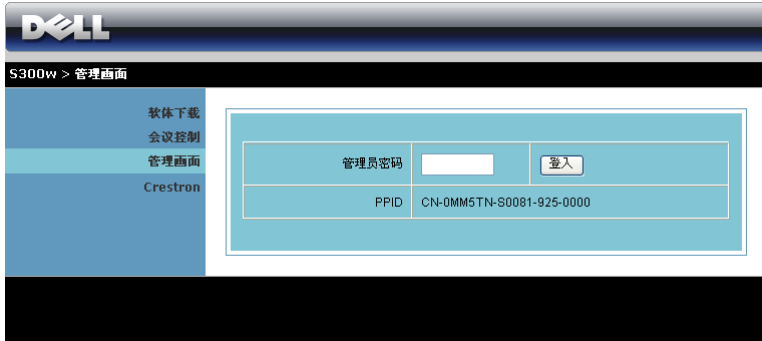 DELL
S300w > 管理画面
软体下载
会议控制
管理画面
Crestron
管理员密码 登入
PPID CN-0MM5TN-S0081-925-0000